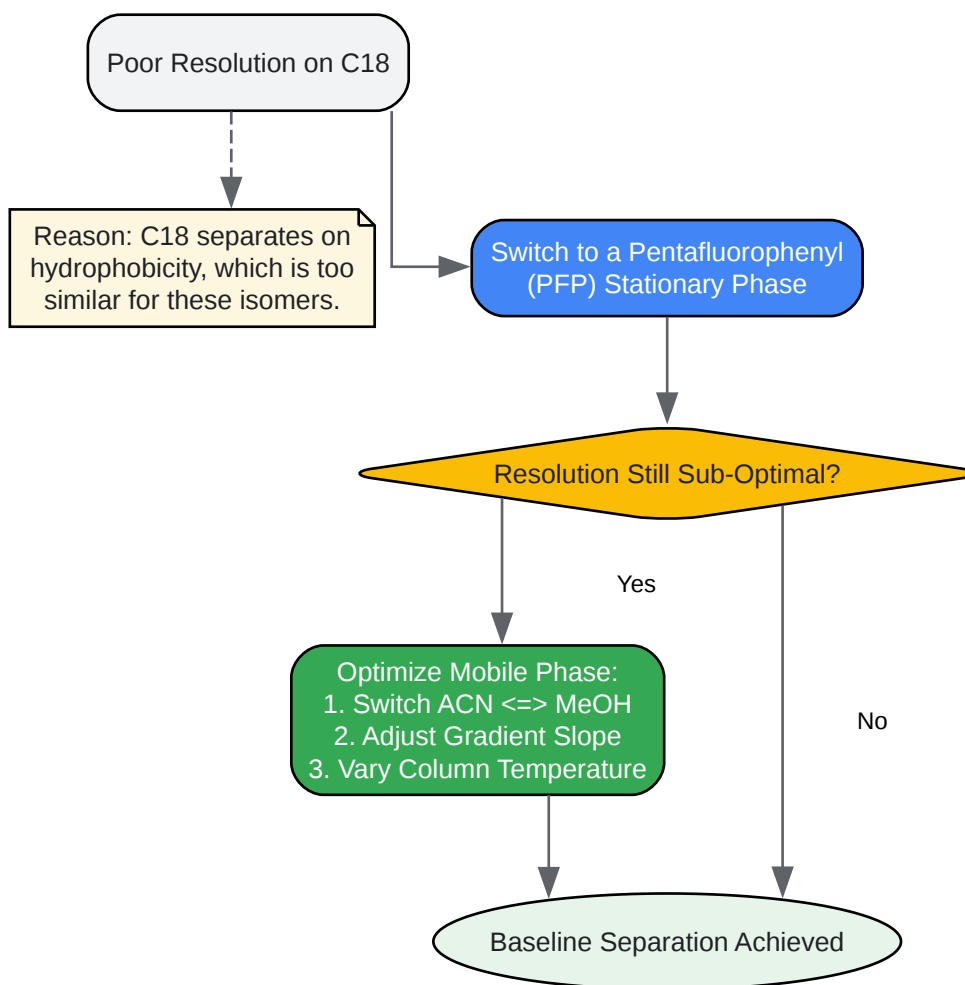 Poor Resolution on C18
Reason: C18 separates on
hydrophobicity, which is too
similar for these isomers.
Switch to a Pentafluorophenyl
(PFP) Stationary Phase
Resolution Still Sub-Optimal?
Yes
Optimize Mobile Phase:
1. Switch ACN <=> MeOH
2. Adjust Gradient Slope
3. Vary Column Temperature
No
Baseline Separation Achieved